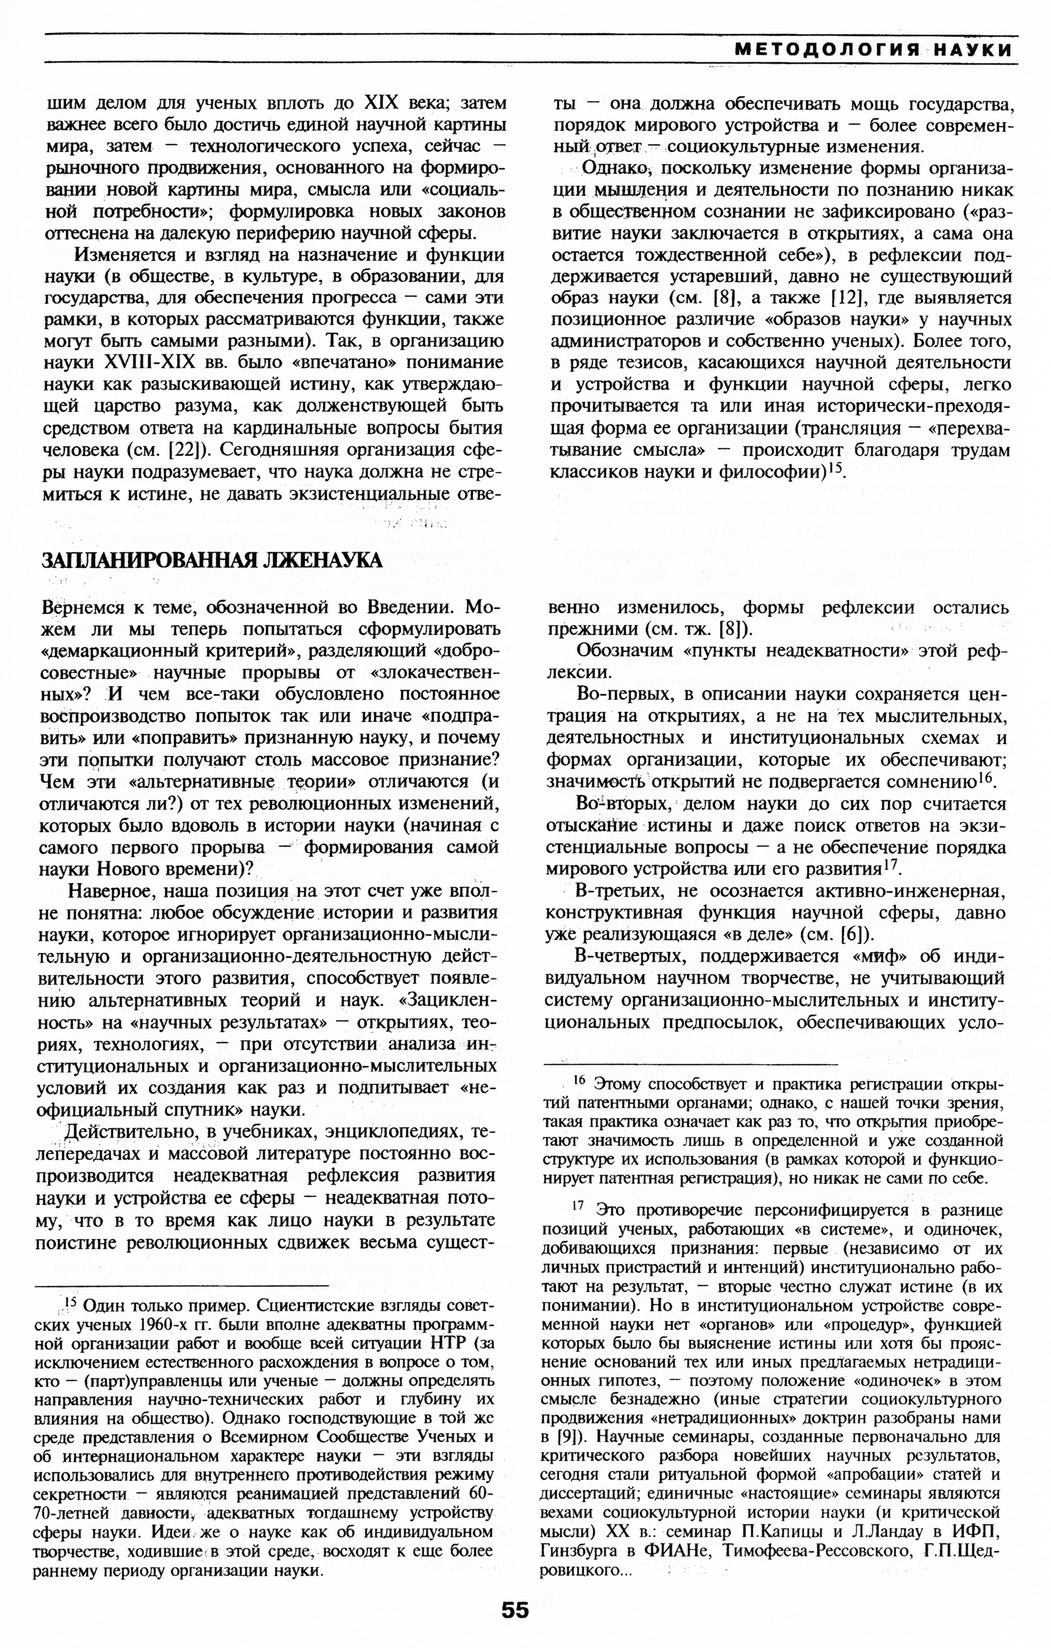 МЕТОДОЛОГИЯ НАУКИ
шим делом для ученых вплоть до XIX века; затем
важнее всего было достичь единой научной картины
мира, затем — технологического успеха, сейчас —
рыночного продвижения, основанного на формиро-
вании новой картины мира, смысла или «социаль-
ной потребности»; формулировка новых законов
оттеснена на далекую периферию научной сферы.
Изменяется и взгляд на назначение и функции
науки (в обществе, в культуре, в образовании, для
государства, для обеспечения прогресса — сами эти
рамки, в которых рассматриваются функции, также
могут быть самыми разными). Так, в организацию
науки XVIII-XIX вв. было «впечатано» понимание
науки как разыскивающей истину, как утверждаю-
щей царство разума, как долженствующей быть
средством ответа на кардинальные вопросы бытия
человека (см. [22]). Сегодняшняя организация сфе-
ры науки подразумевает, что наука должна не стре-
миться к истине, не давать экзистенциальные отве-
ты — она должна обеспечивать мощь государства,
порядок мирового устройства и — более современ-
ный ответ — социокультурные изменения.
Однако, поскольку изменение формы организа-
ции мышления и деятельности по познанию никак
в общественном сознании не зафиксировано («раз-
витие науки заключается в открытиях, а сама она
остается тождественной себе»), в рефлексии под-
держивается устаревший, давно не существующий
образ науки (см. [8], а также [12], где выявляется
позиционное различие «образов науки» у научных
администраторов и собственно ученых). Более того,
в ряде тезисов, касающихся научной деятельности
и устройства и функции научной сферы, легко
прочитывается та или иная исторически-преходя-
щая форма ее организации (трансляция — «перехва-
тывание смысла» — происходит благодаря трудам
классиков науки и философии)15.
ЗАПЛАНИРОВАННАЯ ЛЖЕНАУКА
Вернемся к теме, обозначенной во Введении. Мо-
жем ли мы теперь попытаться сформулировать
«демаркационный критерий», разделяющий «добро-
совестные» научные прорывы от «злокачествен-
ных»? И чем все-таки обусловлено постоянное
воспроизводство попыток так или иначе «подпра-
вить» или «поправить» признанную науку, и почему
эти попытки получают столь массовое признание?
Чем эти «альтернативные теории» отличаются (и
отличаются ли?) от тех революционных изменений,
которых было вдоволь в истории науки (начиная с
самого первого прорыва — формирования самой
науки Нового времени)?
Наверное, наша позиция на этот счет уже впол-
не понятна: любое обсуждение истории и развития
науки, которое игнорирует организационно-мысли-
тельную и организационно-деятельностную дейст-
вительности этого развития, способствует появле-
нию альтернативных теорий и наук. «Зациклен-
ность» на «научных результатах» — открытиях, тео-
риях, технологиях, — при отсутствии анализа ин-
ституциональных и организационно-мыслительных
условий их создания как раз и подпитывает «не-
официальный спутник» науки.
Действительно, в учебниках, энциклопедиях, те-
лепередачах и массовой литературе постоянно вос-
производится неадекватная рефлексия развития
науки и устройства ее сферы — неадекватная пото-
му, что в то время как лицо науки в результате
поистине революционных сдвижек весьма сущест-
венно изменилось, формы рефлексии остались
прежними (см. тж. [8]).
Обозначим «пункты неадекватности» этой реф-
лексии.
Во-первых, в описании науки сохраняется цен-
трация на открытиях, а не на тех мыслительных,
деятельностных и институциональных схемах и
формах организации, которые их обеспечивают;
значимость открытий не подвергается сомнению16.
Во-вторых, делом науки до сих пор считается
отыскание истины и даже поиск ответов на экзи-
стенциальные вопросы — а не обеспечение порядка
мирового устройства или его развития17.
В-третьих, не осознается активно-инженерная,
конструктивная функция научной сферы, давно
уже реализующаяся «в деле» (см. [6]).
В-четвертых, поддерживается «миф» об инди-
видуальном научном творчестве, не учитывающий
систему организационно-мыслительных и институ-
циональных предпосылок, обеспечивающих усло-
15 Один только пример. Сциентистские взгляды совет-
ских ученых 1960-х гг. были вполне адекватны программ-
ной организации работ и вообще всей ситуации НТР (за
исключением естественного расхождения в вопросе о том,
кто — (парт)управленцы или ученые — должны определять
направления научно-технических работ и глубину их
влияния на общество). Однако господствующие в той же
среде представления о Всемирном Сообществе Ученых и
об интернациональном характере науки — эти взгляды
использовались для внутреннего противодействия режиму
секретности — являются реанимацией представлений 60-
70-летней давности, адекватных тогдашнему устройству
сферы науки. Идеи же о науке как об индивидуальном
творчестве, ходившие в этой среде, восходят к еще более
раннему периоду организации науки.
16 Этому способствует и практика регистрации откры-
тий патентными органами; однако, с нашей точки зрения,
такая практика означает как раз то, что открытия приобре-
тают значимость лишь в определенной и уже созданной
структуре их использования (в рамках которой и функцио-
нирует патентная регистрация), но никак не сами по себе.
17 Это противоречие персонифицируется в разнице
позиций ученых, работающих «в системе», и одиночек,
добивающихся признания: первые (независимо от их
личных пристрастий и интенций) институционально рабо-
тают на результат, — вторые честно служат истине (в их
понимании). Но в институциональном устройстве совре-
менной науки нет «органов» или «процедур», функцией
которых было бы выяснение истины или хотя бы прояс-
нение оснований тех или иных предлагаемых нетрадици-
онных гипотез, — поэтому положение «одиночек» в этом
смысле безнадежно (иные стратегии социокультурного
продвижения «нетрадиционных» доктрин разобраны нами
в [9]). Научные семинары, созданные первоначально для
критического разбора новейших научных результатов,
сегодня стали ритуальной формой «апробации» статей и
диссертаций; единичные «настоящие» семинары являются
вехами социокультурной истории науки (и критической
мысли) XX в.: семинар П.Капицы и Л.Ландау в ИФП,
Гинзбурга в ФИАНе, Тимофеева-Рессовского, Г.П.Щед-
ровицкого...
55